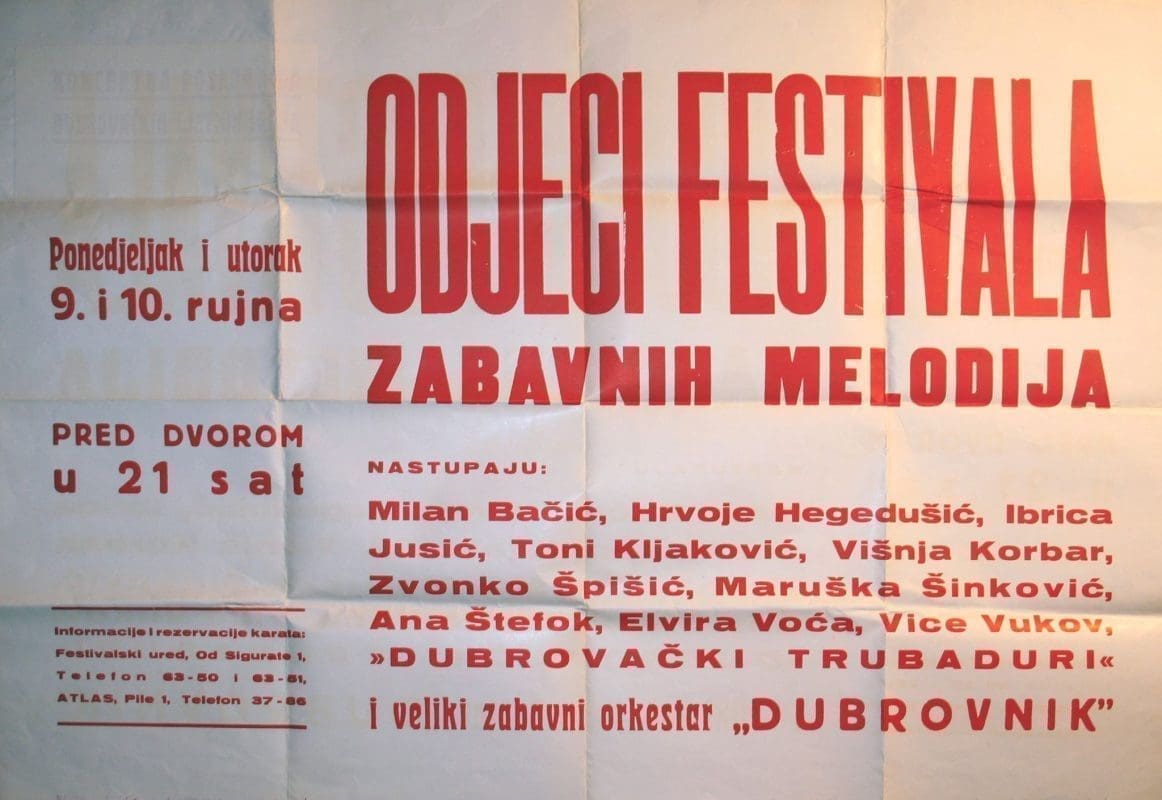 Ponedjeljak i utorak
9. i 10. rujna
PRED DVOROM
u 21 sat
Informacije i rezervacije karata:
Festivalski ured, Od Sigurate 1,
Telefon 63-50 i 63-51,
ATLAS, Pile 1, Telefon 37-86
ODJECI FESTIVALA
ZABAVNIH MELODIJA
NASTUPAJU:
Milan Bačić, Hrvoje Hegedušić, Ibrica
Jusić, Toni Kljaković, Višnja Korbar,
Zvonko Špišić, Maruška Šinković,
Ana Štefok, Elvira Voća, Vice Vukov,
»DUBROVAČKI TRUBADURI«
i veliki zabavni orkestar „DUBROVNIK”